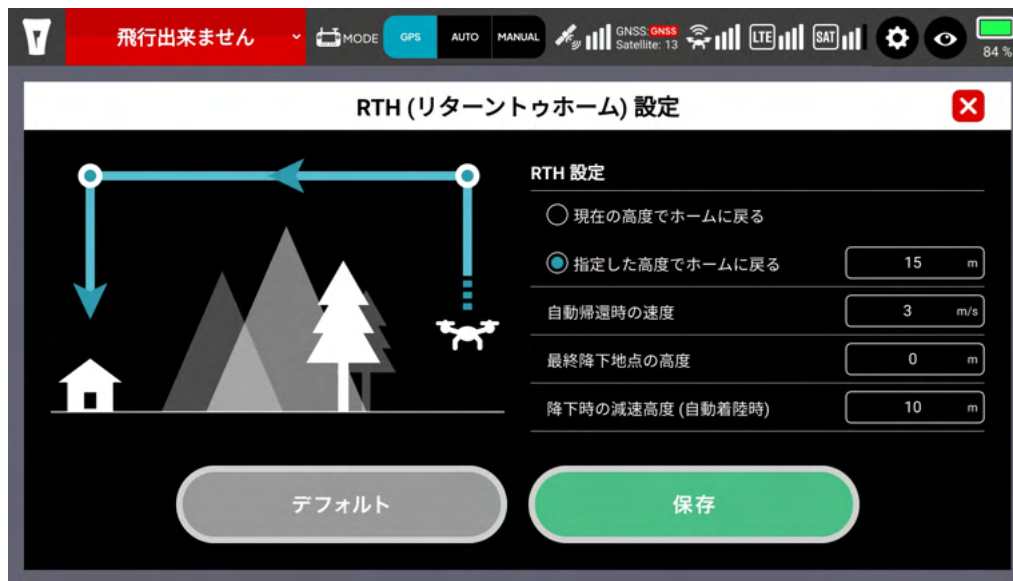 飛行出来ません
MODE
GPS
AUTO
MANUAL
GNSS: GNSS
Satellite: 13
LTE
SAT
84 %
RTH (リターントゥホーム) 設定
RTH 設定
現在の高度でホームに戻る
指定した高度でホームに戻る 15 m
自動帰還時の速度 3 m/s
最終降下地点の高度 0 m
降下時の減速高度 (自動着陸時) 10 m
デフォルト
保存